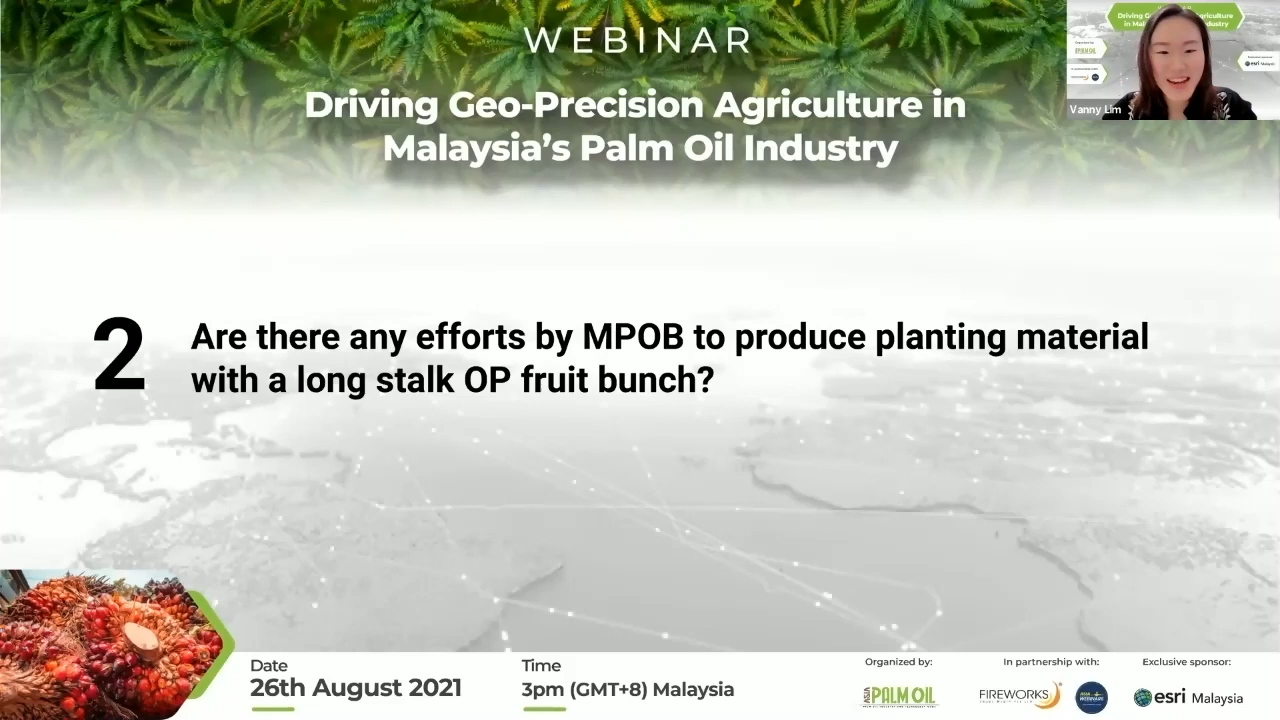 WEBINAR
Driving Geo-Precision Agriculture in
Malaysia's Palm Oil Industry
Vanny Lim
2
Are there any efforts by MPOB to produce planting material
with a long stalk OP fruit bunch?
Date
26th August 2021
Time
3pm (GMT+8) Malaysia
Organized by:
ASIA PALM OIL
In partnership with:
FIREWORKS
Exclusive sponsor:
esri Malaysia